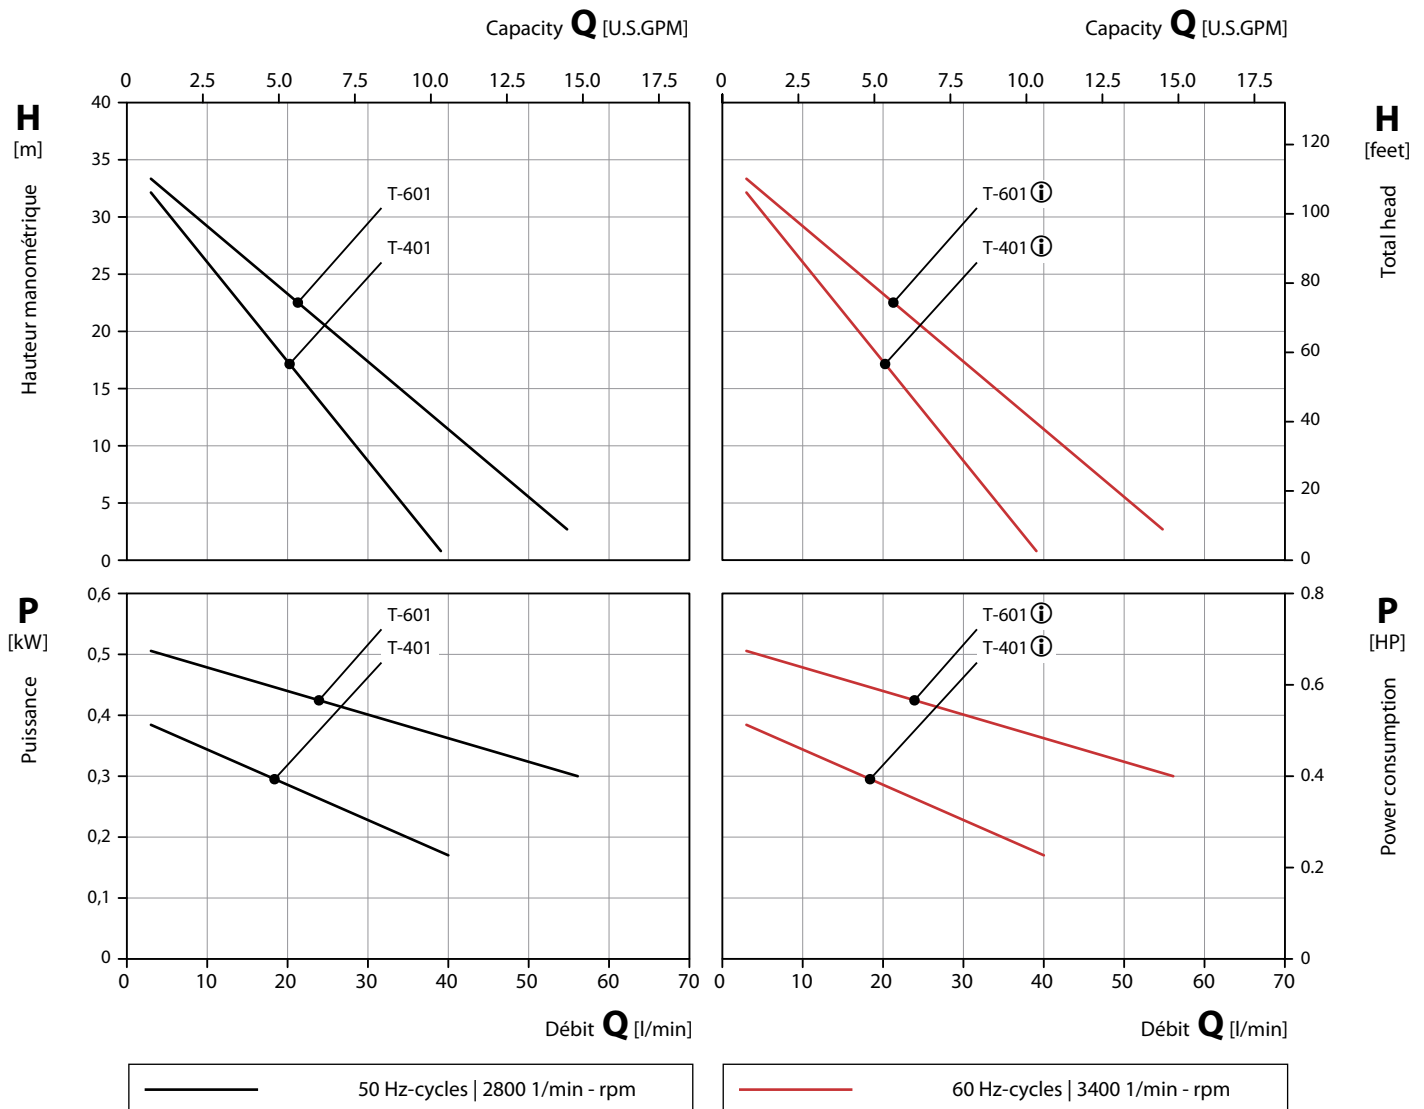 Capacity Q [U.S.GPM] Capacity Q [U.S.GPM]
0 2.5 5.0 7.5 10.0 15.0 17.5 0 2.5 5.0 7.5 10.0 12.5 15.0 17.5
H
[m]
Hauteur manométrique
40
35
30
25
20
15
10
5
0
T-601
T-401
T-601 i
T-401 i
H
[feet]
Total head
120
100
80
60
40
20
0
P
[kW]
Puissance
0,6
0,5
0,4
0,3
0,2
0,1
0
T-601
T-401
T-601 i
T-401 i
P
[HP]
Power consumption
0.8
0.6
0.4
0.2
0
0 10 20 30 40 50 60 70 0 10 20 30 40 50 60 70
Débit Q [l/min] Débit Q [l/min]
50 Hz-cycles | 2800 1/min - rpm 60 Hz-cycles | 3400 1/min - rpm